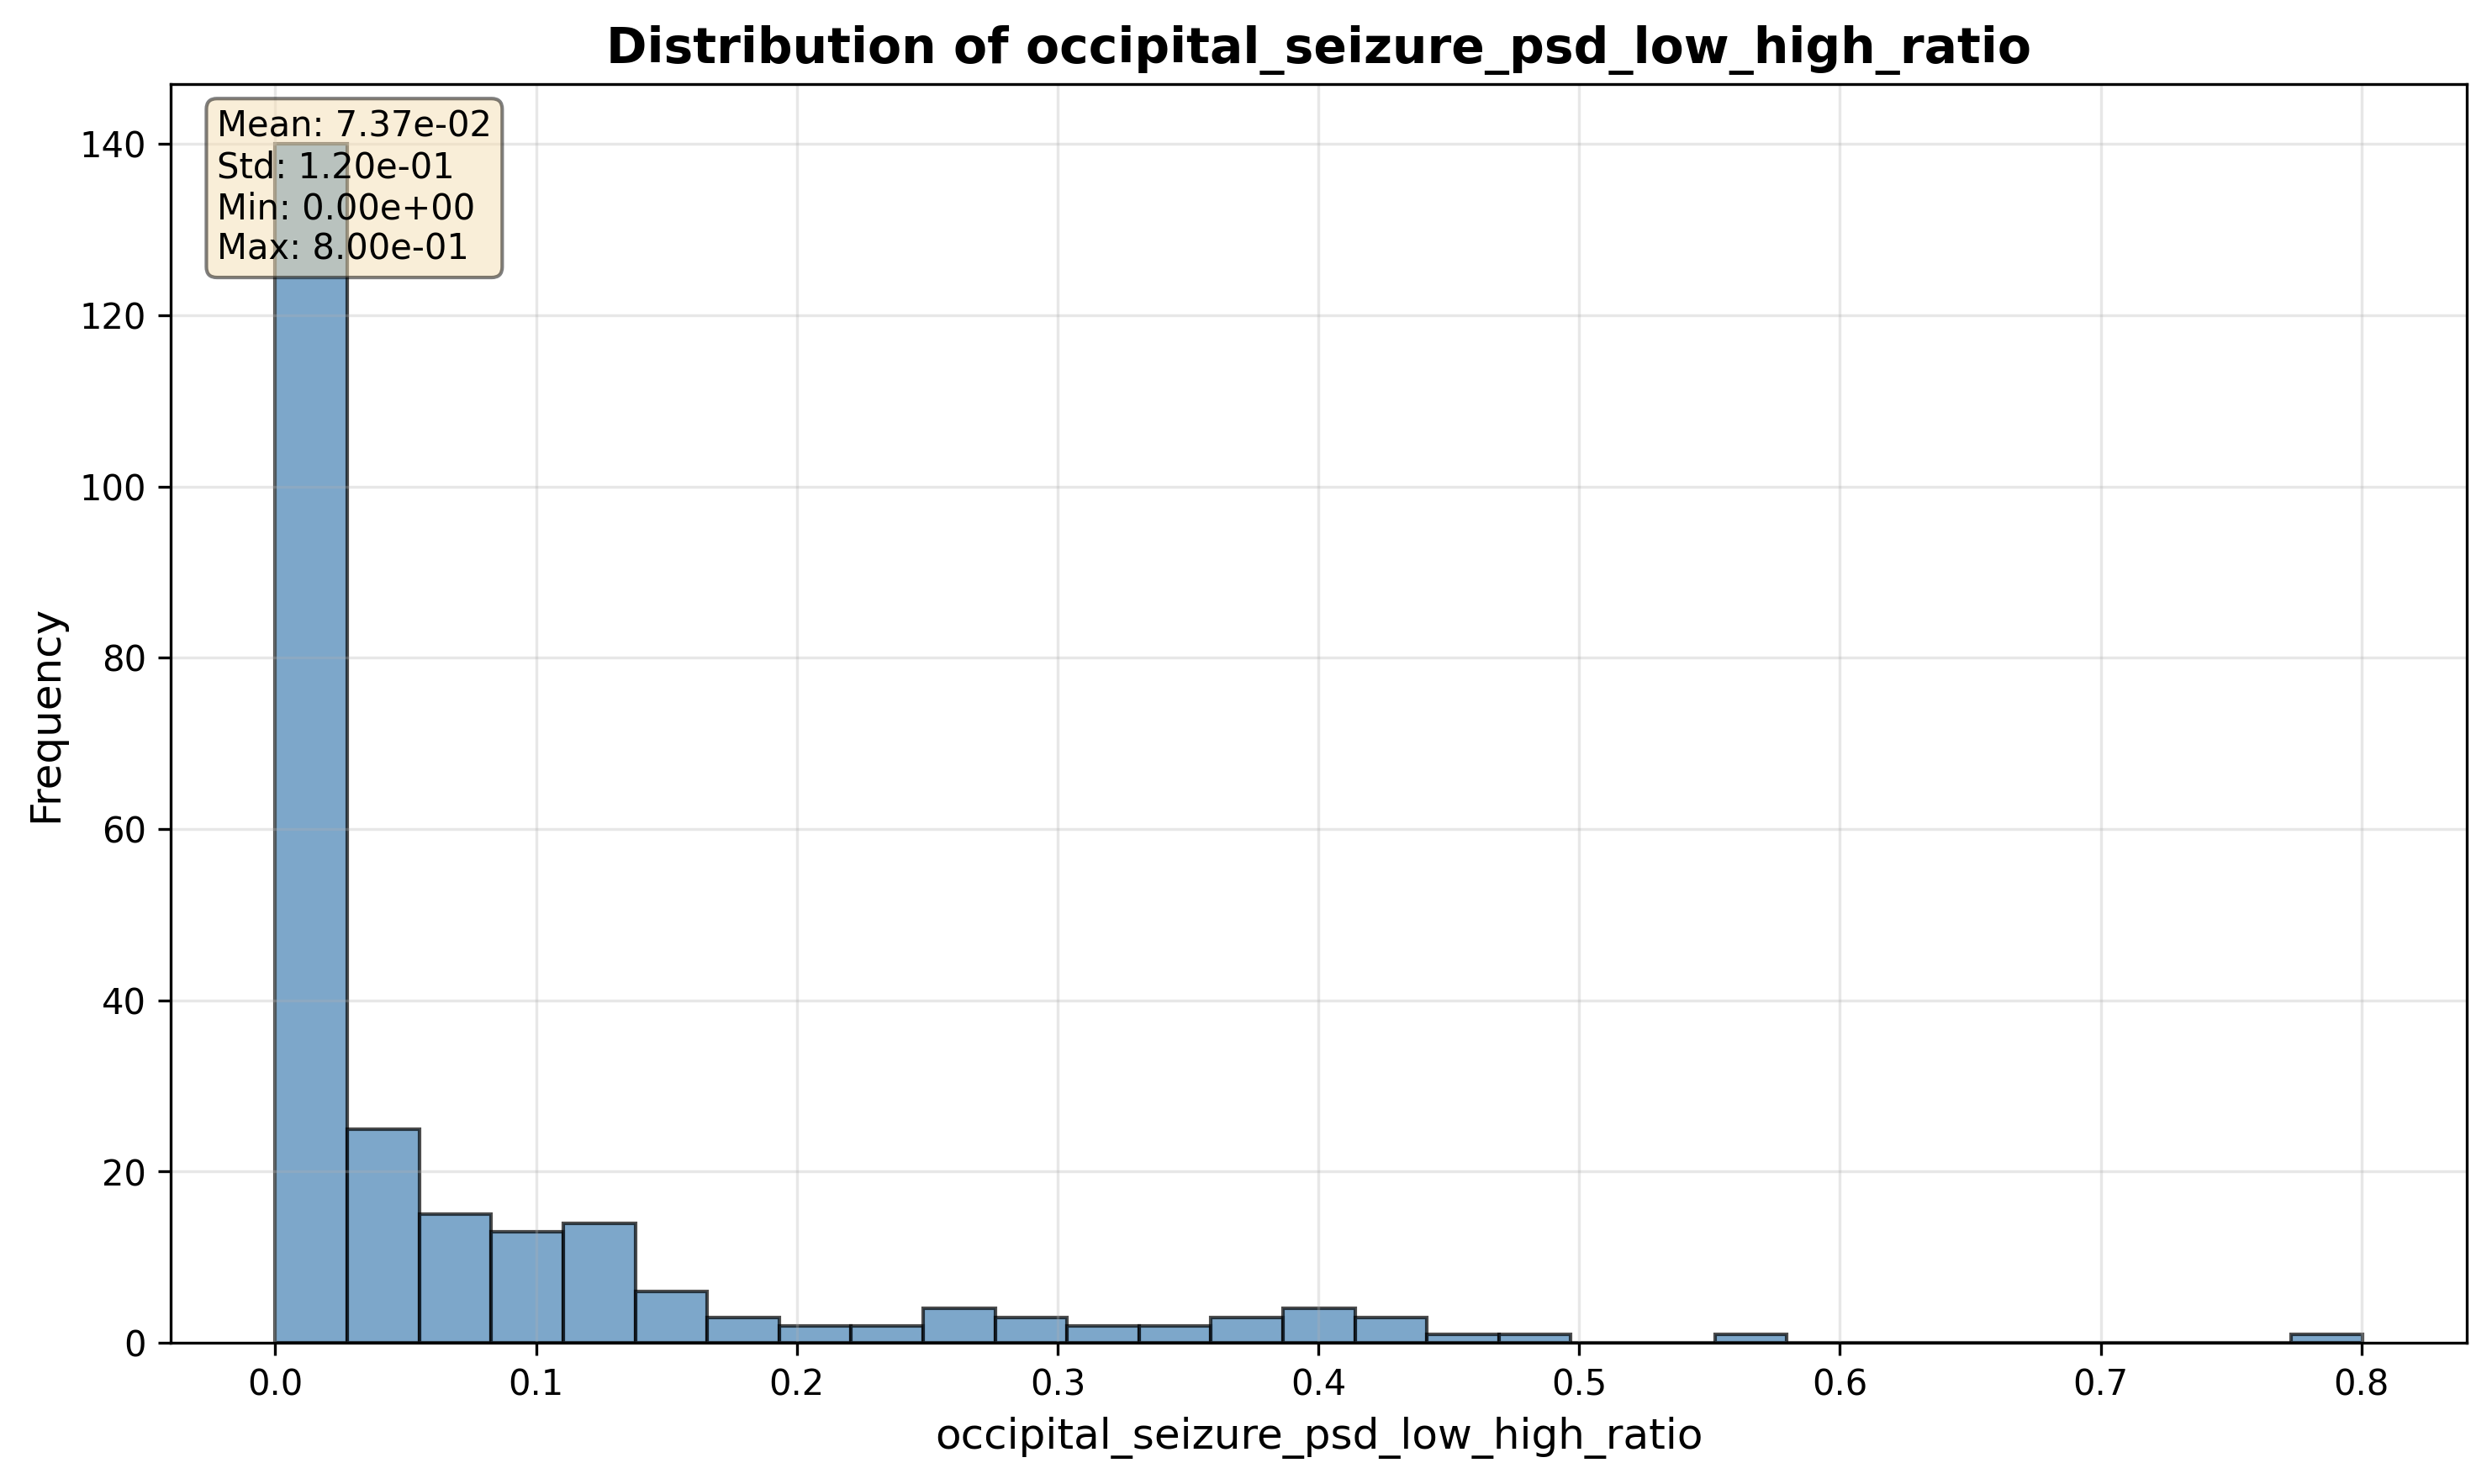 Distribution of occipital_seizure_psd_low_high_ratio
Mean: 7.37e-02
Std: 1.20e-01
Min: 0.00e+00
Max: 8.00e-01
140
120
100
80
60
40
20
0
Frequency
0.0 0.1 0.2 0.3 0.4 0.5 0.6 0.7 0.8
occipital_seizure_psd_low_high_ratio